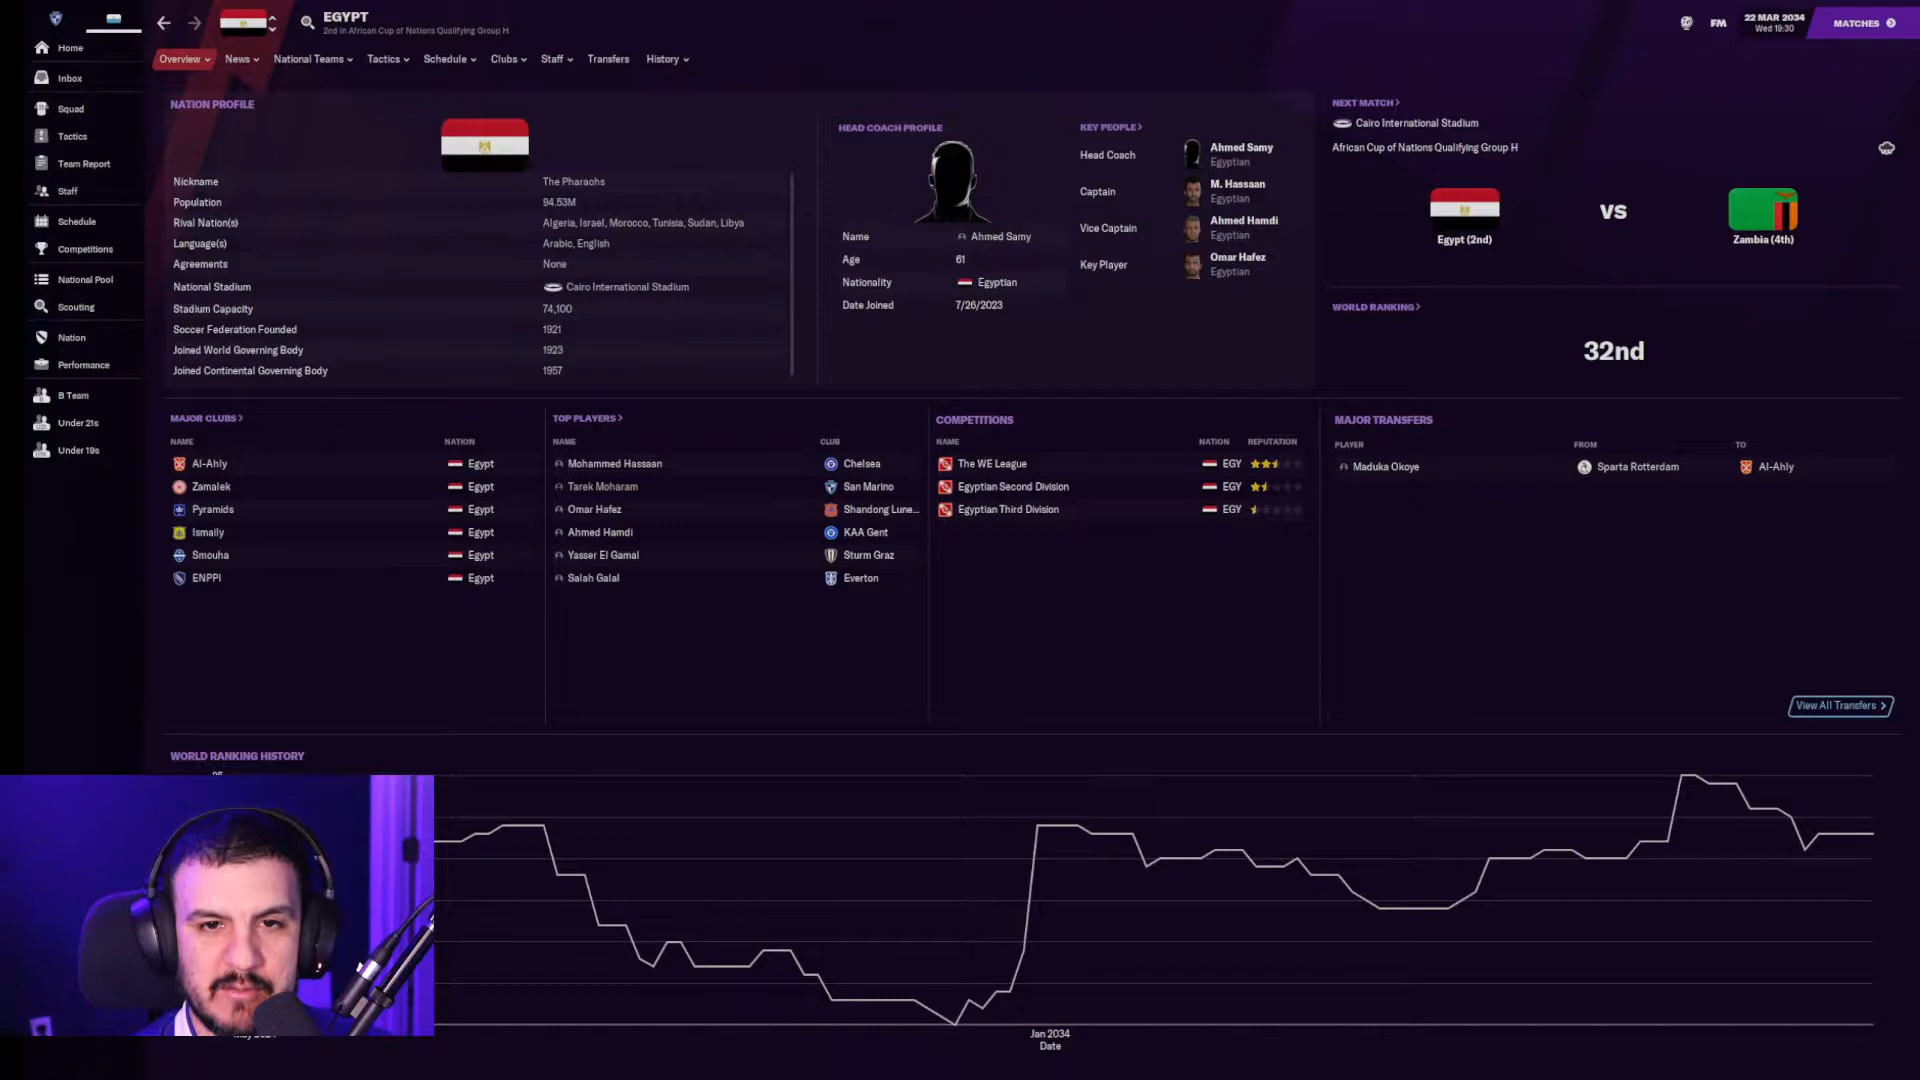 EGYPT
2nd in African Cup of Nations Qualifying Group H
FM
22 MAR 2034
Wed 19:30
MATCHES
Home
Inbox
Squad
Tactics
Team Report
Staff
Schedule
Competitions
National Pool
Scouting
Nation
Performance
B Team
Under 21s
Under 19s
Overview News National Teams Tactics Schedule Clubs Staff Transfers History
NATION PROFILE
Nickname The Pharaohs
Population 94.53M
Rival Nation(s) Algeria, Israel, Morocco, Tunisia, Sudan, Libya
Language(s) Arabic, English
Agreements None
National Stadium Cairo International Stadium
Stadium Capacity 74,100
Soccer Federation Founded 1921
Joined World Governing Body 1923
Joined Continental Governing Body 1957
HEAD COACH PROFILE
Name Ahmed Samy
Age 61
Nationality Egyptian
Date Joined 7/26/2023
KEY PEOPLE
Head Coach Ahmed Samy
Egyptian
Captain M. Hassaan
Egyptian
Vice Captain Ahmed Hamdi
Egyptian
Key Player Omar Hafez
Egyptian
NEXT MATCH
Cairo International Stadium
African Cup of Nations Qualifying Group H
VS
Egypt (2nd) Zambia (4th)
WORLD RANKING
32nd
MAJOR CLUBS
NAME NATION
Al-Ahly Egypt
Zamalek Egypt
Pyramids Egypt
Ismaily Egypt
Smouha Egypt
ENPPI Egypt
TOP PLAYERS
NAME CLUB
Mohammed Hassaan Chelsea
Tarek Moharam San Marino
Omar Hafez Shandong Lune...
Ahmed Hamdi KAA Gent
Yasser El Gamal Sturm Graz
Salah Galal Everton
COMPETITIONS
NAME NATION REPUTATION
The WE League EGY
Egyptian Second Division EGY
Egyptian Third Division EGY
MAJOR TRANSFERS
PLAYER FROM TO
Maduka Okoye Sparta Rotterdam Al-Ahly
View All Transfers
WORLD RANKING HISTORY
Jan 2034
Date